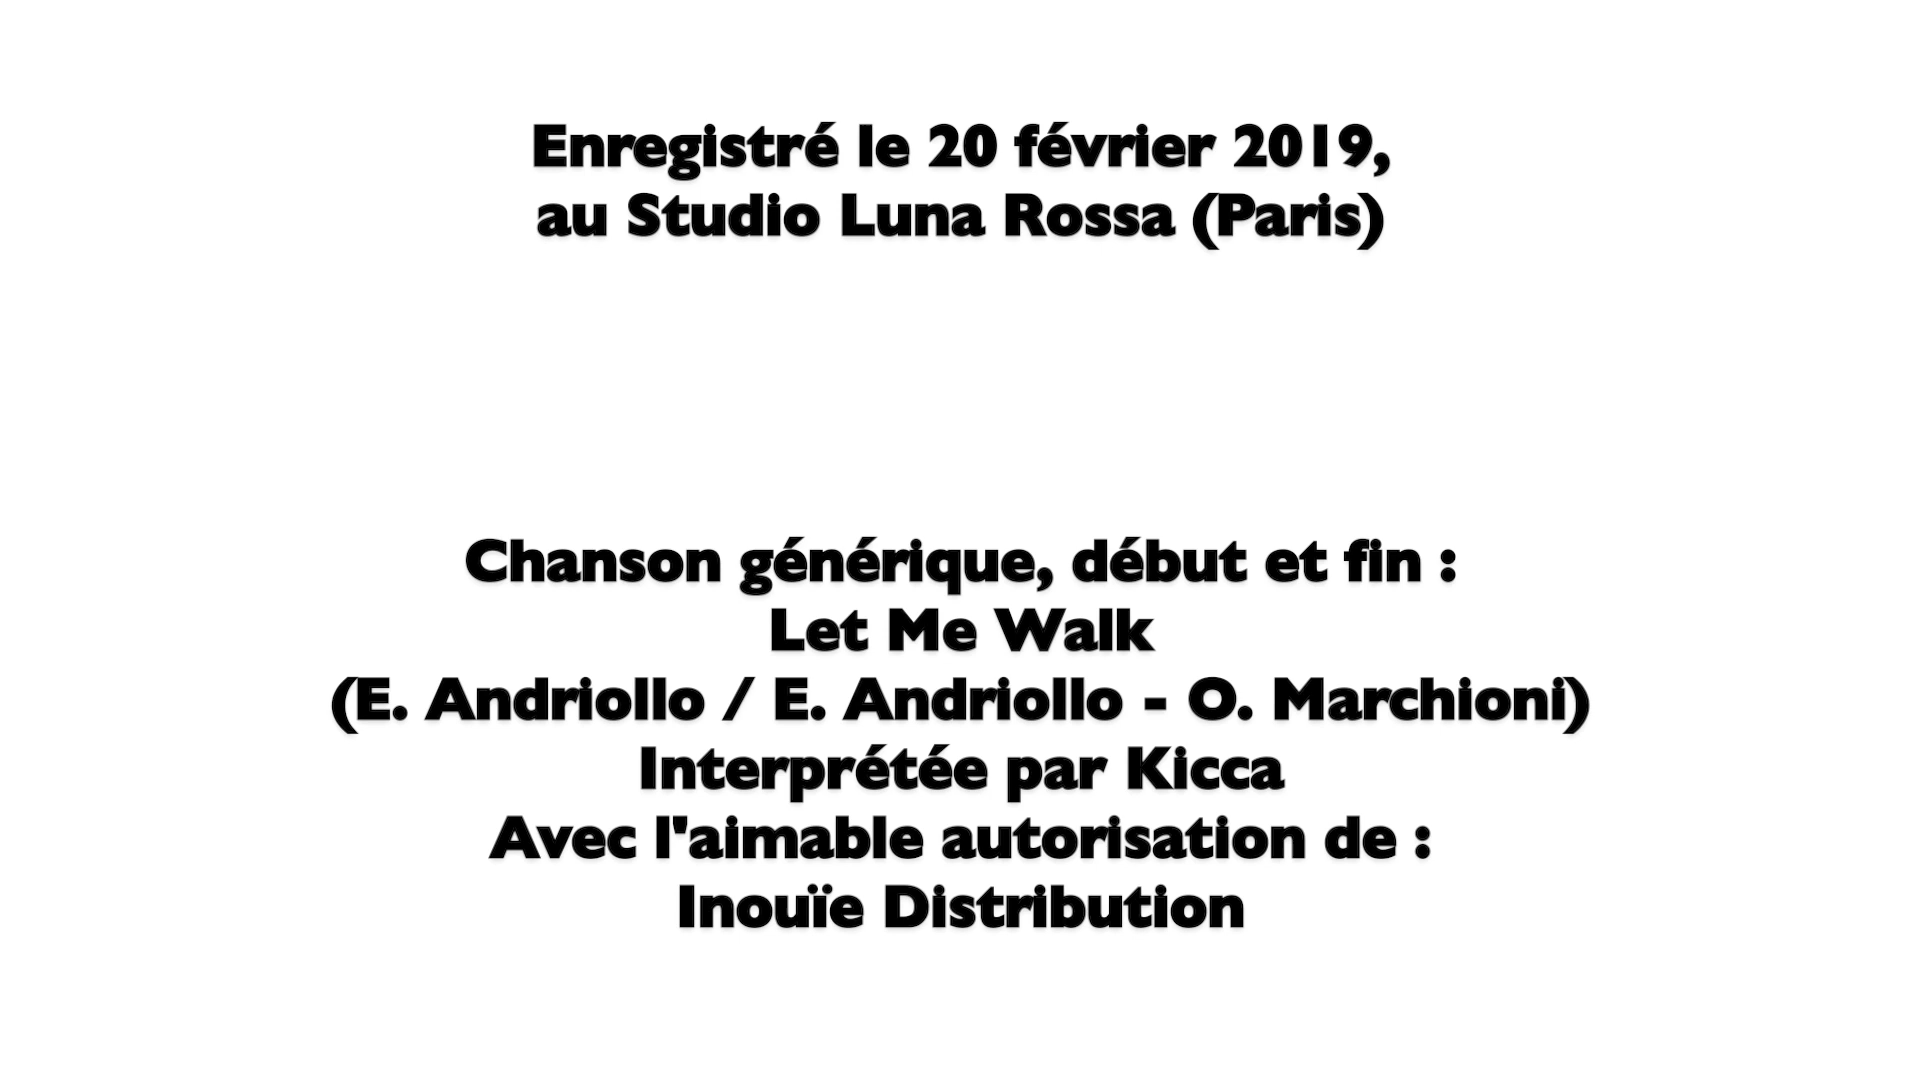 Enregistré le 20 février 2019,
au Studio Luna Rossa (Paris)
Chanson générique, début et fin :
Let Me Walk
(E. Andriollo / E. Andriollo - O. Marchioni)
Interprétée par Kicca
Avec l'aimable autorisation de :
Inouïe Distribution